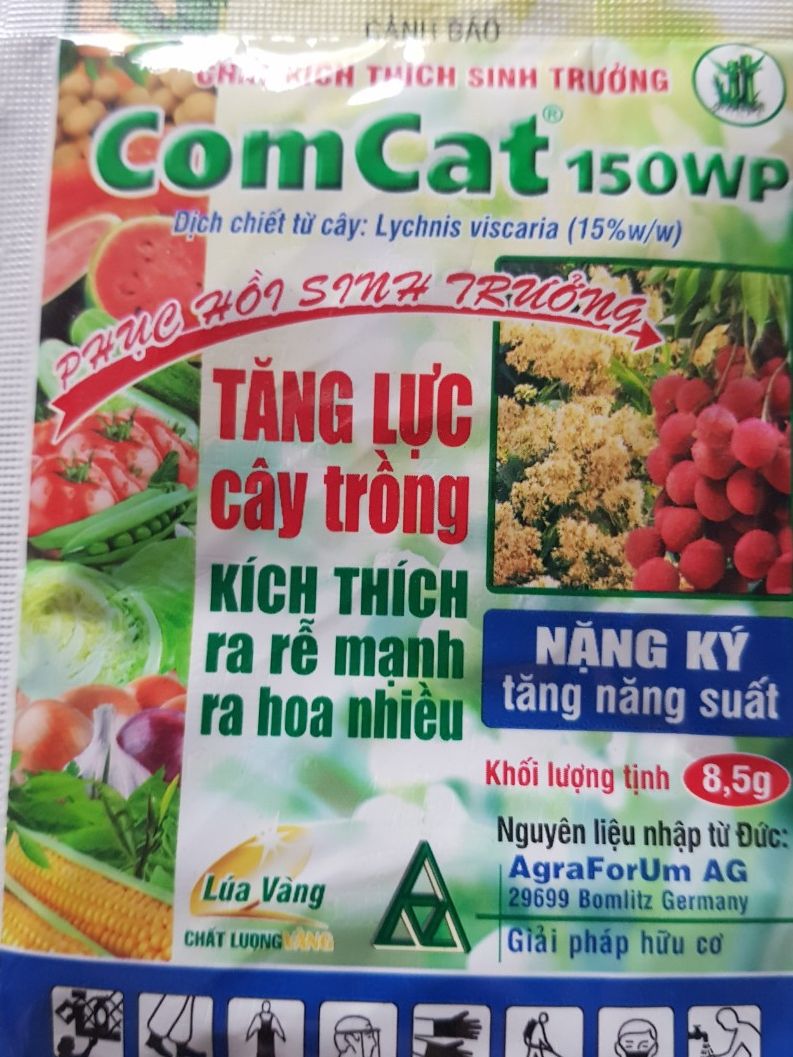 CẢNH BÁO
CHẤT KÍCH THÍCH SINH TRƯỞNG
ComCat® 150WP
Dịch chiết từ cây: Lychnis viscaria (15%w/w)
PHỤC HỒI SINH TRƯỞNG
TĂNG LỰC
cây trồng
KÍCH THÍCH
ra rễ mạnh
ra hoa nhiều
NẶNG KÝ
tăng năng suất
Khối lượng tịnh 8,5g
Nguyên liệu nhập từ Đức:
AgraForUm AG
29699 Bomlitz Germany
Giải pháp hữu cơ
Lúa Vàng
CHẤT LƯỢNG VÀNG